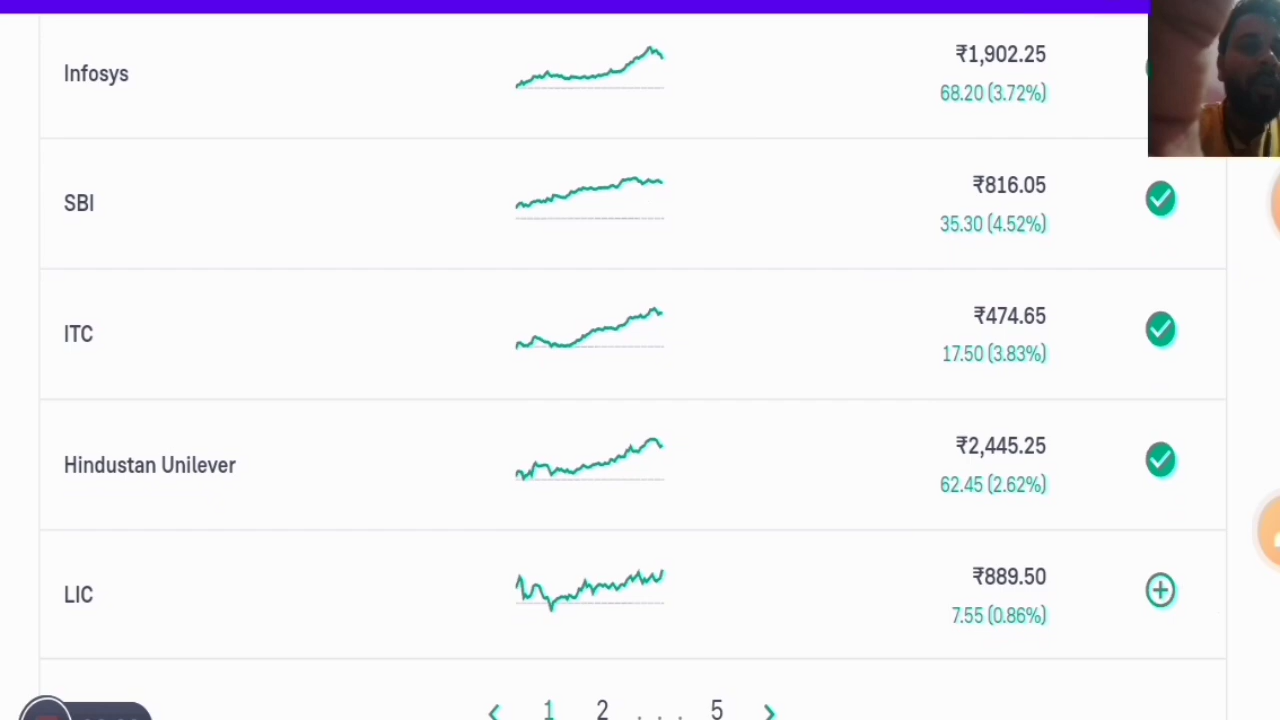 Infosys
₹1,902.25
68.20 (3.72%)
SBI
₹816.05
35.30 (4.52%)
ITC
₹474.65
17.50 (3.83%)
Hindustan Unilever
₹2,445.25
62.45 (2.62%)
LIC
₹889.50
7.55 (0.86%)
< 1 2 . . . 5 >